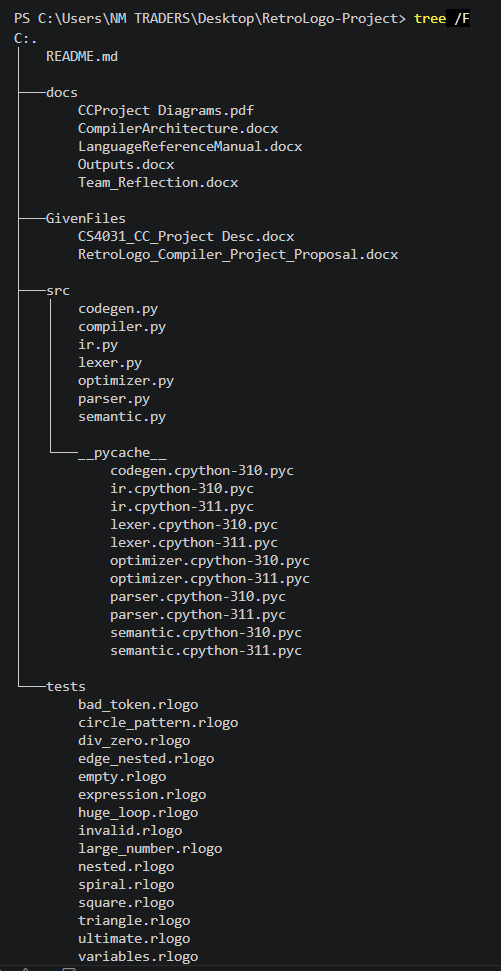 PS C:\Users\NM TRADERS\Desktop\RetroLogo-Project> tree /F
C:.
README.md
docs
CCProject Diagrams.pdf
CompilerArchitecture.docx
LanguageReferenceManual.docx
Outputs.docx
Team_Reflection.docx
GivenFiles
CS4031_CC_Project Desc.docx
RetroLogo_Compiler_Project_Proposal.docx
src
codegen.py
compiler.py
ir.py
lexer.py
optimizer.py
parser.py
semantic.py
__pycache__
codegen.cpython-310.pyc
ir.cpython-310.pyc
ir.cpython-311.pyc
lexer.cpython-310.pyc
lexer.cpython-311.pyc
optimizer.cpython-310.pyc
optimizer.cpython-311.pyc
parser.cpython-310.pyc
parser.cpython-311.pyc
semantic.cpython-310.pyc
semantic.cpython-311.pyc
tests
bad_token.rlogo
circle_pattern.rlogo
div_zero.rlogo
edge_nested.rlogo
empty.rlogo
expression.rlogo
huge_loop.rlogo
invalid.rlogo
large_number.rlogo
nested.rlogo
spiral.rlogo
square.rlogo
triangle.rlogo
ultimate.rlogo
variables.rlogo